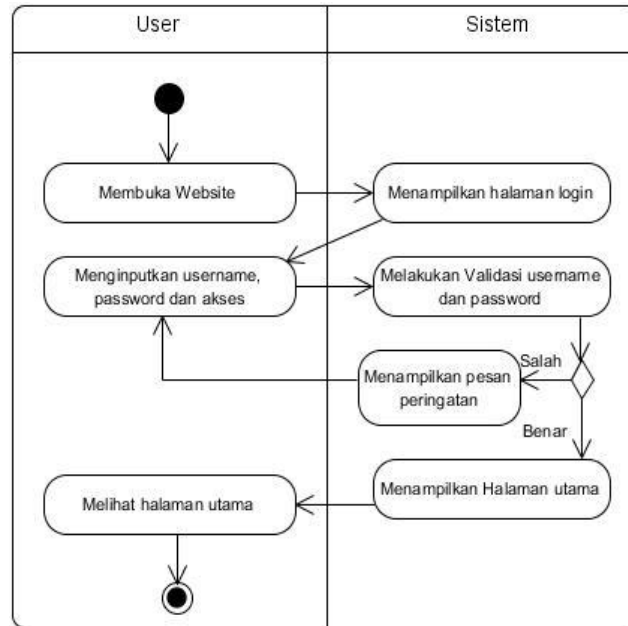 User
Sistem
Membuka Website
Menampilkan halaman login
Menginputkan username,
password dan akses
Melakukan Validasi username
dan password
Salah
Menampilkan pesan
peringatan
Benar
Menampilkan Halaman utama
Melihat halaman utama